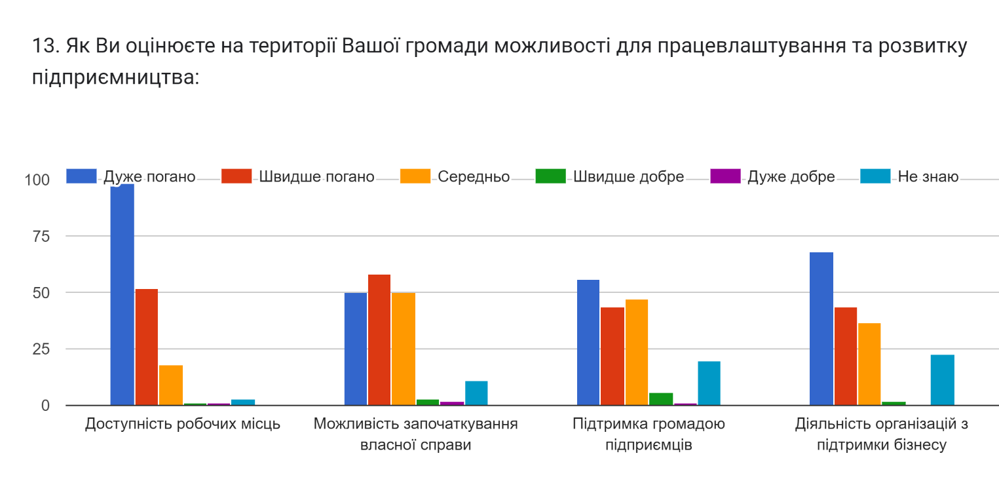 13. Як Ви оцінюєте на території Вашої громади можливості для працевлаштування та розвитку
підприємництва:
Дуже погано
Швидше погано
Середньо
Швидше добре
Дуже добре
Не знаю
100
75
50
25
0
Доступність робочих місць
Можливість започаткування
власної справи
Підтримка громадою
підприємців
Діяльність організацій з
підтримки бізнесу